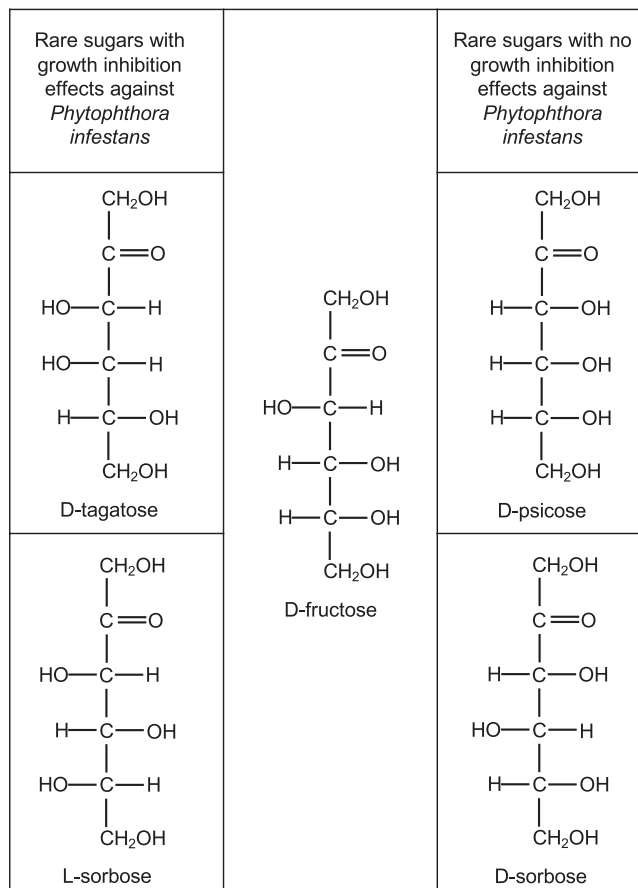 Rare sugars with
growth inhibition
effects against
Phytophthora
infestans
CH₂OH
C=O
HO—C—H
HO—C—H
H—C—OH
CH₂OH
D-tagatose
CH₂OH
C=O
HO—C—H
H—C—OH
HO—C—H
CH₂OH
L-sorbose
CH₂OH
C=O
HO—C—H
H—C—OH
H—C—OH
CH₂OH
D-fructose
Rare sugars with no
growth inhibition
effects against
Phytophthora
infestans
CH₂OH
C=O
H—C—OH
H—C—OH
H—C—OH
CH₂OH
D-psicose
CH₂OH
C=O
H—C—OH
HO—C—H
H—C—OH
CH₂OH
D-sorbose